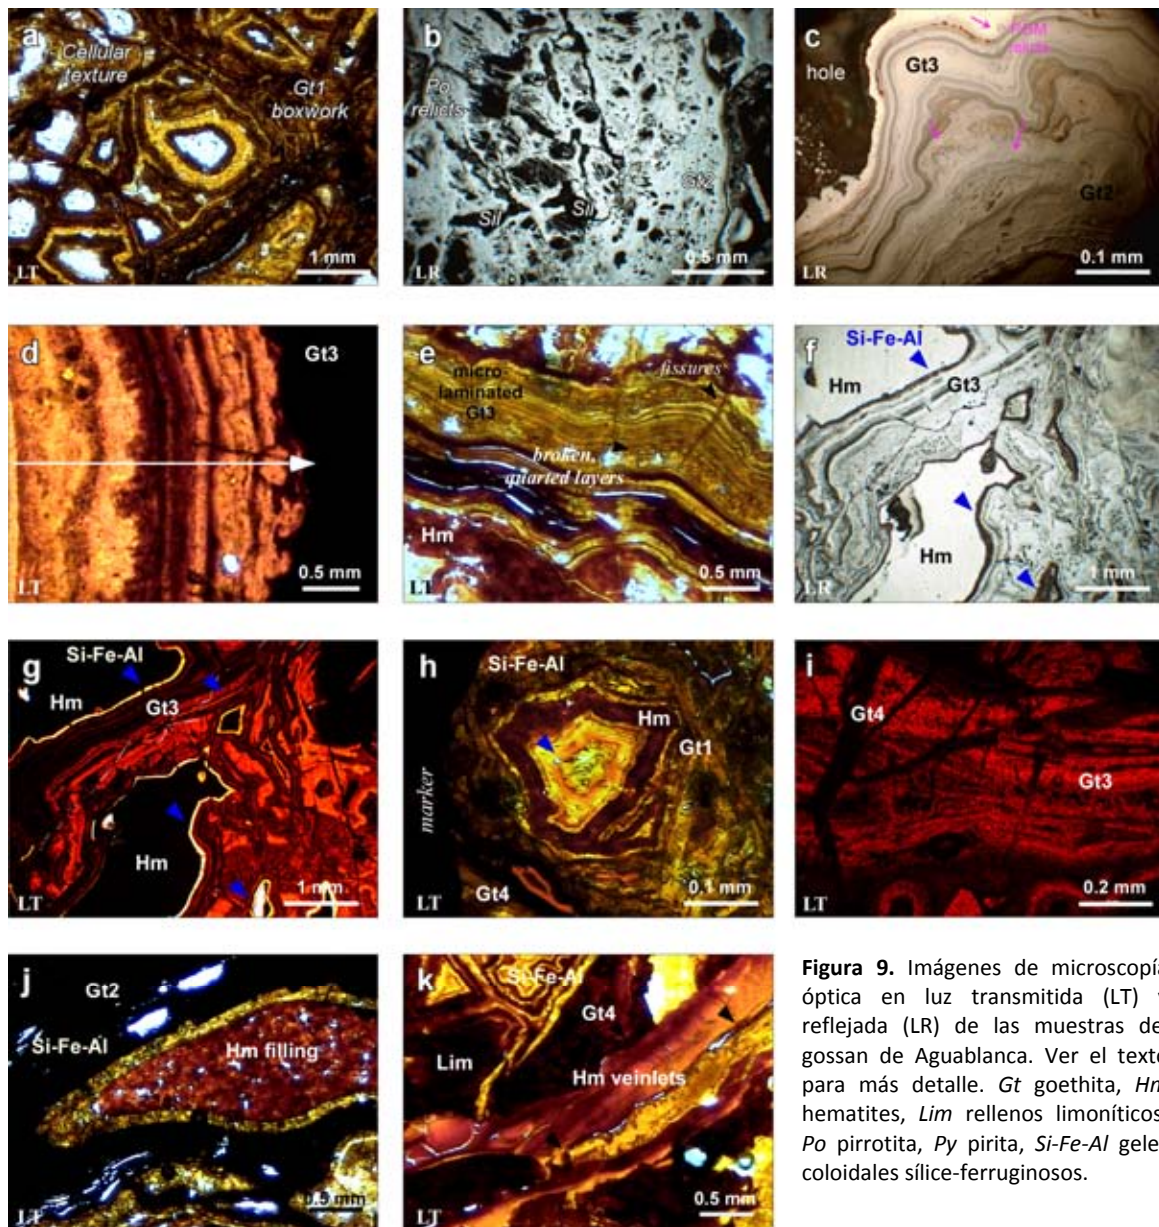 a
Cellular
texture
Gt1
boxwork
LT
1 mm
b
Po
relicts
Sil
Sil
Gt2
LR
0.5 mm
c
hole
Gt3
Gt2
LR
0.1 mm
d
Gt3
LT
0.5 mm
e
micro-
laminated
Gt3
fissures
broken,
quarted layers
Hm
LT
0.5 mm
f
Si-Fe-Al
Hm
Gt3
Hm
LR
1 mm
g
Si-Fe-Al
Hm
Gt3
Hm
LT
1 mm
h
Si-Fe-Al
Hm
Gt1
marker
Gt4
LT
0.1 mm
i
Gt4
Gt3
LT
0.2 mm
j
Gt2
Si-Fe-Al
Hm filling
LT
0.5 mm
k
Si-Fe-Al
Gt4
Lim
Hm veinlets
LT
0.5 mm
Figura 9. Imágenes de microscopía
óptica en luz transmitida (LT)
reflejada (LR) de las muestras de
gossan de Aguablanca. Ver el texto
para más detalle. Gt goethita,
hematites, Lim rellenos limoníticos
Po pirrotita, Py pirita, Si-Fe-Al
coloidales sílice-ferruginosos.